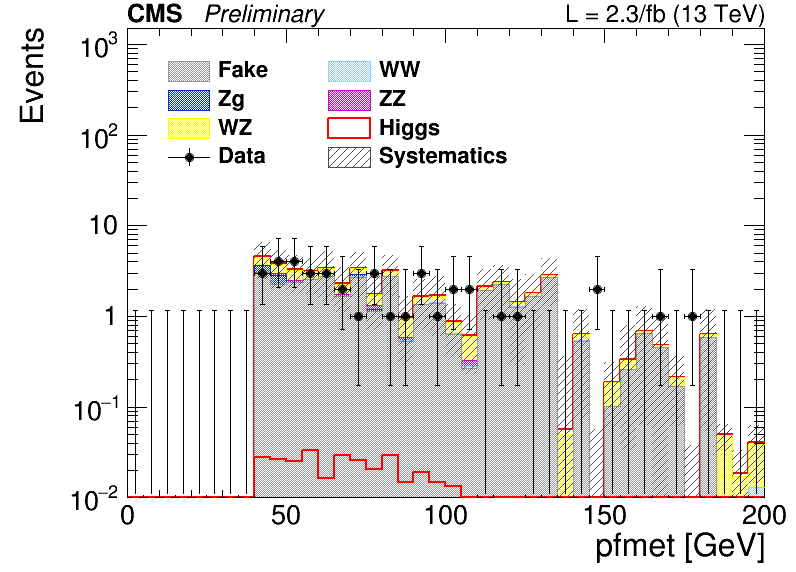 CMS Preliminary L = 2.3/fb (13 TeV)
Events
Fake WW
Zg ZZ
WZ Higgs
Data Systematics
10³
10²
10
1
10⁻¹
10⁻²
0 50 100 150 200
pfmet [GeV]